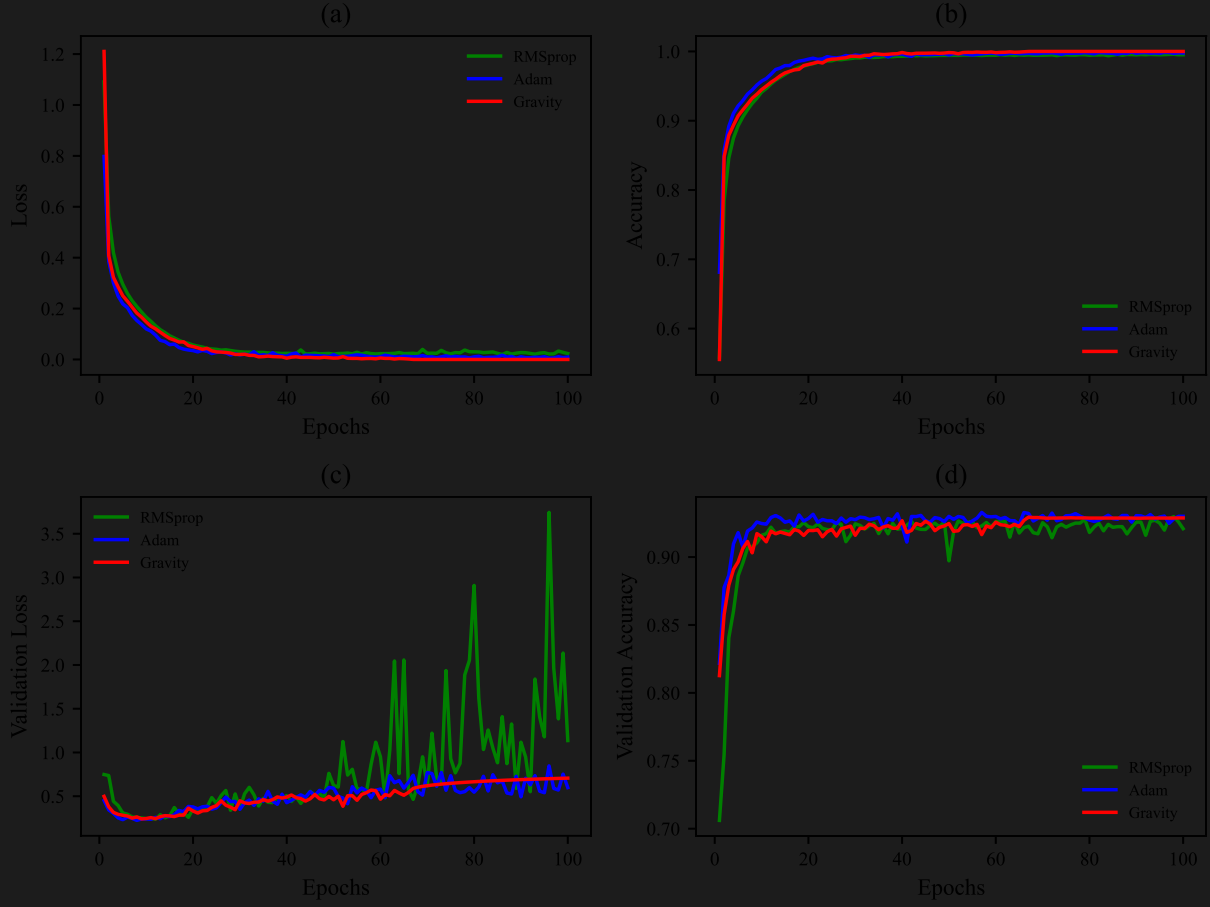 (a)
Loss
1.2
1.0
0.8
0.6
0.4
0.2
0.0
RMSprop
Adam
Gravity
0 20 40 60 80 100
Epochs
(b)
Accuracy
1.0
0.9
0.8
0.7
0.6
RMSprop
Adam
Gravity
0 20 40 60 80 100
Epochs
(c)
Validation Loss
3.5
3.0
2.5
2.0
1.5
1.0
0.5
RMSprop
Adam
Gravity
0 20 40 60 80 100
Epochs
(d)
Validation Accuracy
0.90
0.85
0.80
0.75
0.70
RMSprop
Adam
Gravity
0 20 40 60 80 100
Epochs